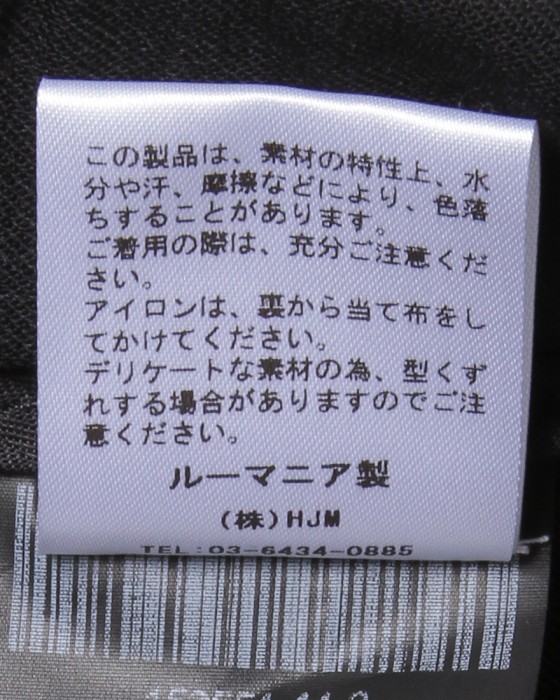 この製品は、素材の特性上、水
分や汗、摩擦などにより、色落
ちすることがあります。
ご着用の際は、充分ご注意くだ
さい。
アイロンは、裏から当て布をし
てかけてください。
デリケートな素材の為、型くず
れする場合がありますのでご注
意ください。
ルーマニア製
(株)HJM
TEL:03-6434-0885